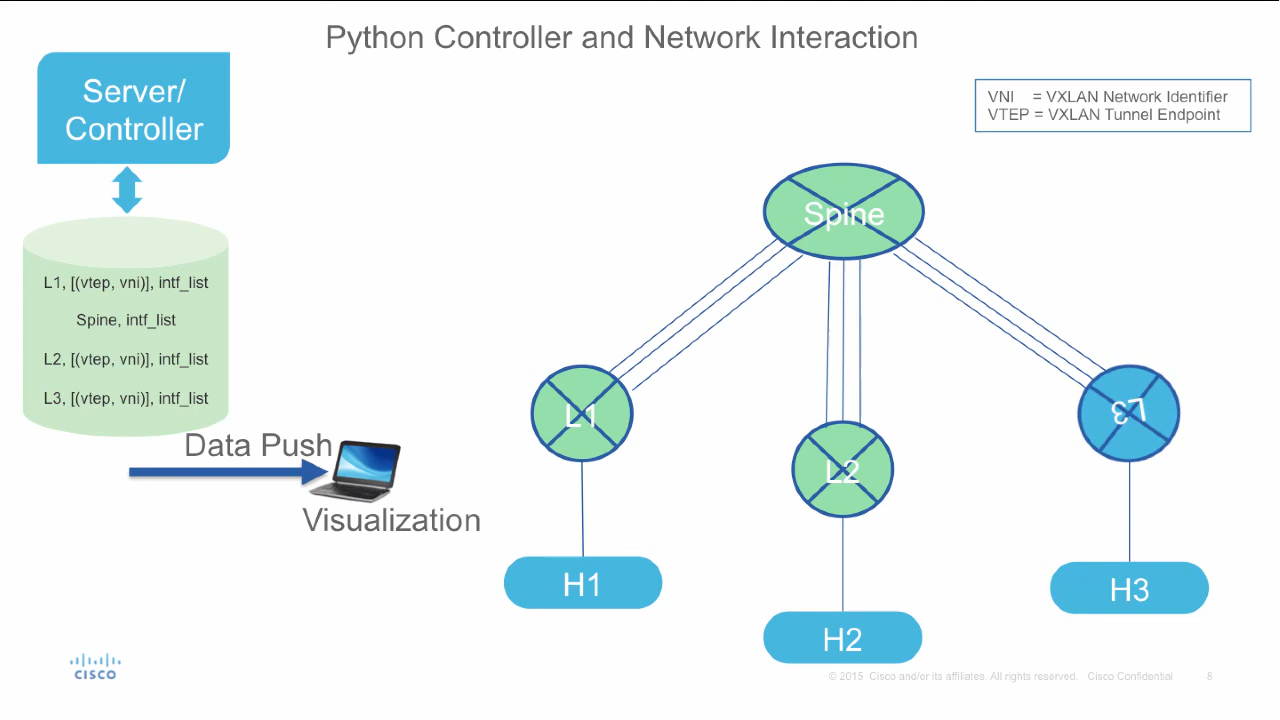 Python Controller and Network Interaction
Server/
Controller
VNI = VXLAN Network Identifier
VTEP = VXLAN Tunnel Endpoint
Spine
L1, [(vtep, vni)], intf_list
Spine, intf_list
L2, [(vtep, vni)], intf_list
L3, [(vtep, vni)], intf_list
L1
L2
L3
Data Push
Visualization
H1
H2
H3
CISCO
© 2015 Cisco and/or its affiliates. All rights reserved. Cisco Confidential 8